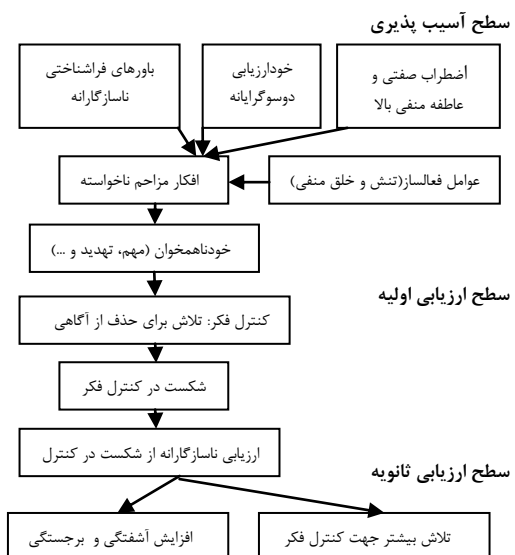 سطح آسیب پذیری
أضطراب صفتی و
عاطفه منفی بالا
خودارزیابی
دوسوگرایانه
باورهای فراشناختی
ناسازگارانه
عوامل فعالساز(تنش و خلق منفی)
افکار مزاحم ناخواسته
خودناهمخوان (مهم، تهدید و ...)
سطح ارزیابی اولیه
کنترل فکر: تلاش برای حذف از آگاهی
شکست در کنترل فکر
ارزیابی ناسازگارانه از شکست در کنترل
سطح ارزیابی ثانویه
تلاش بیشتر جهت کنترل فکر
افزایش آشفتگی و برجستگی